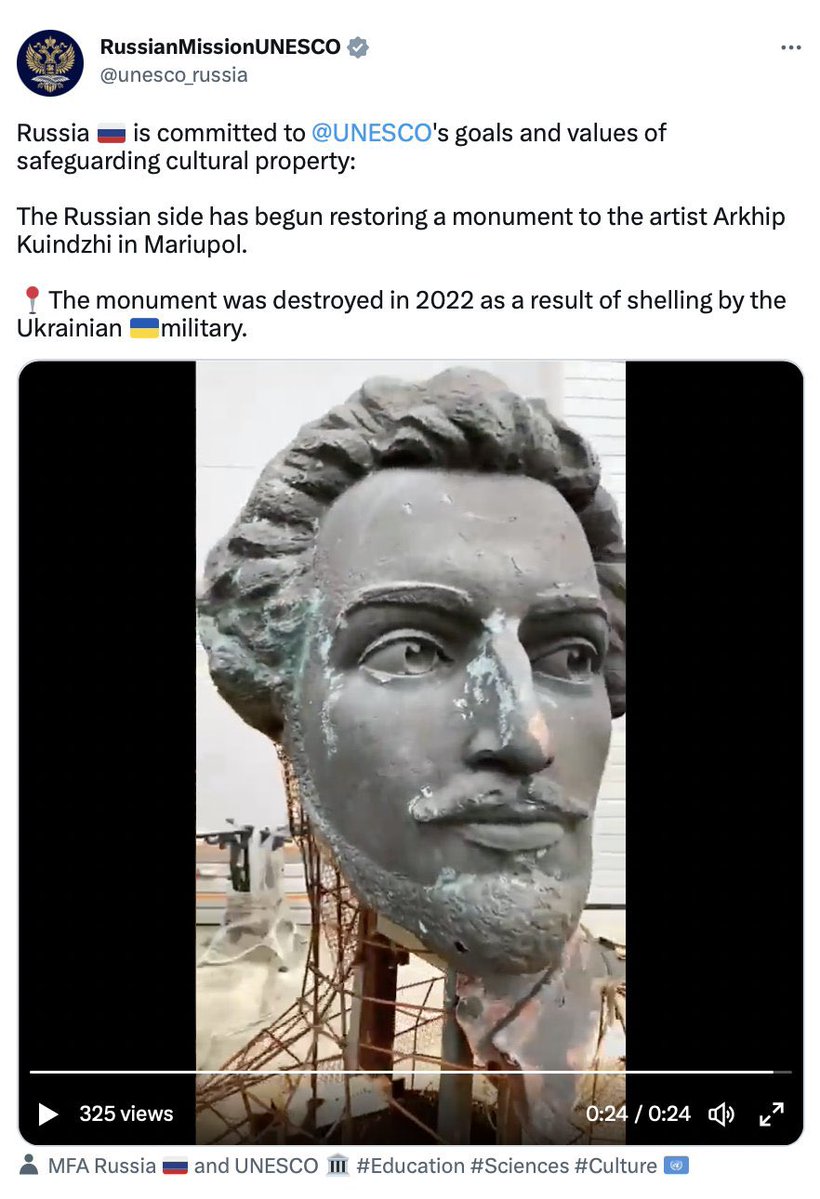 RussianMissionUNESCO
@unesco_russia
Russia 🇷🇺 is committed to @UNESCO's goals and values of
safeguarding cultural property:
The Russian side has begun restoring a monument to the artist Arkhip
Kuindzhi in Mariupol.
📍The monument was destroyed in 2022 as a result of shelling by the
Ukrainian 🇺🇦military.
325 views 0:24 / 0:24
👤 MFA Russia 🇷🇺 and UNESCO 🏛 #Education #Sciences #Culture 🇺🇳